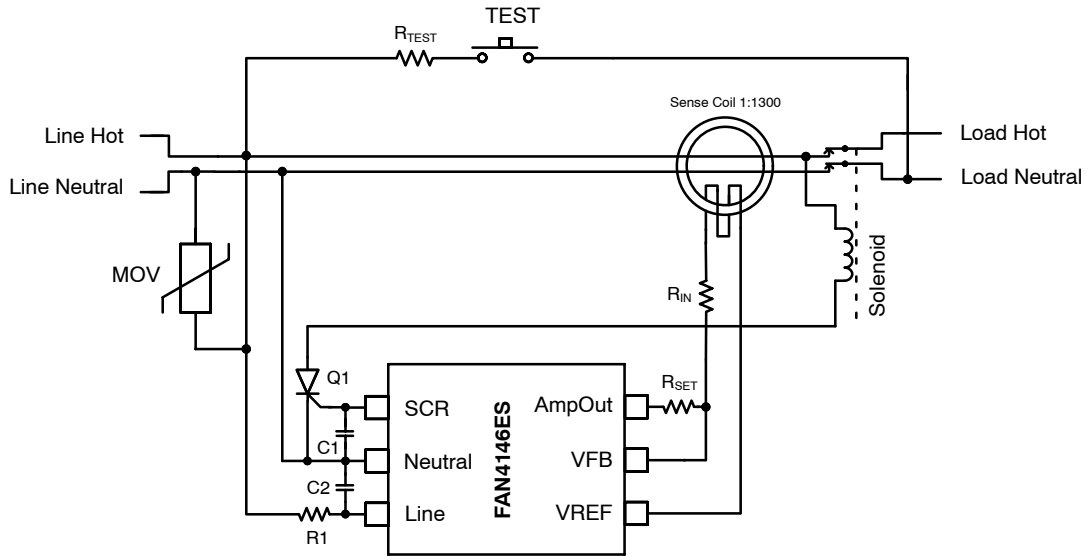 TEST
RTEST
Sense Coil 1:1300
Line Hot
Load Hot
Line Neutral
Load Neutral
MOV
Solenoid
RIN
Q1
RSET
SCR
AmpOut
C1
Neutral
FAN4146ES
VFB
C2
Line
VREF
R1